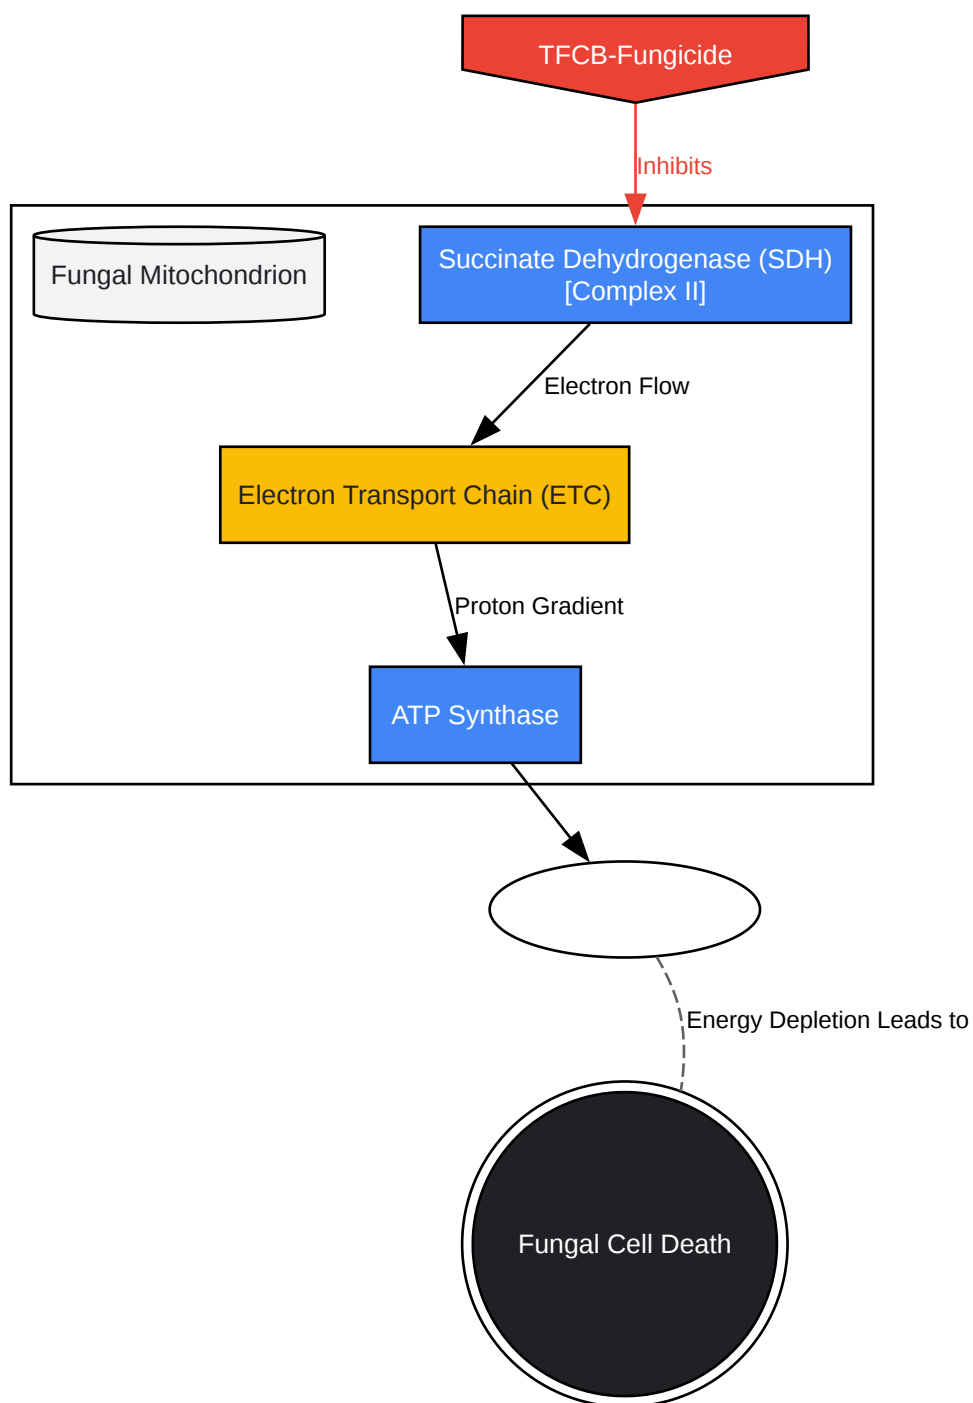 TFCB-Fungicide
Inhibits
Fungal Mitochondrion
Succinate Dehydrogenase (SDH)
[Complex II]
Electron Flow
Electron Transport Chain (ETC)
Proton Gradient
ATP Synthase
Energy Depletion Leads to
Fungal Cell Death